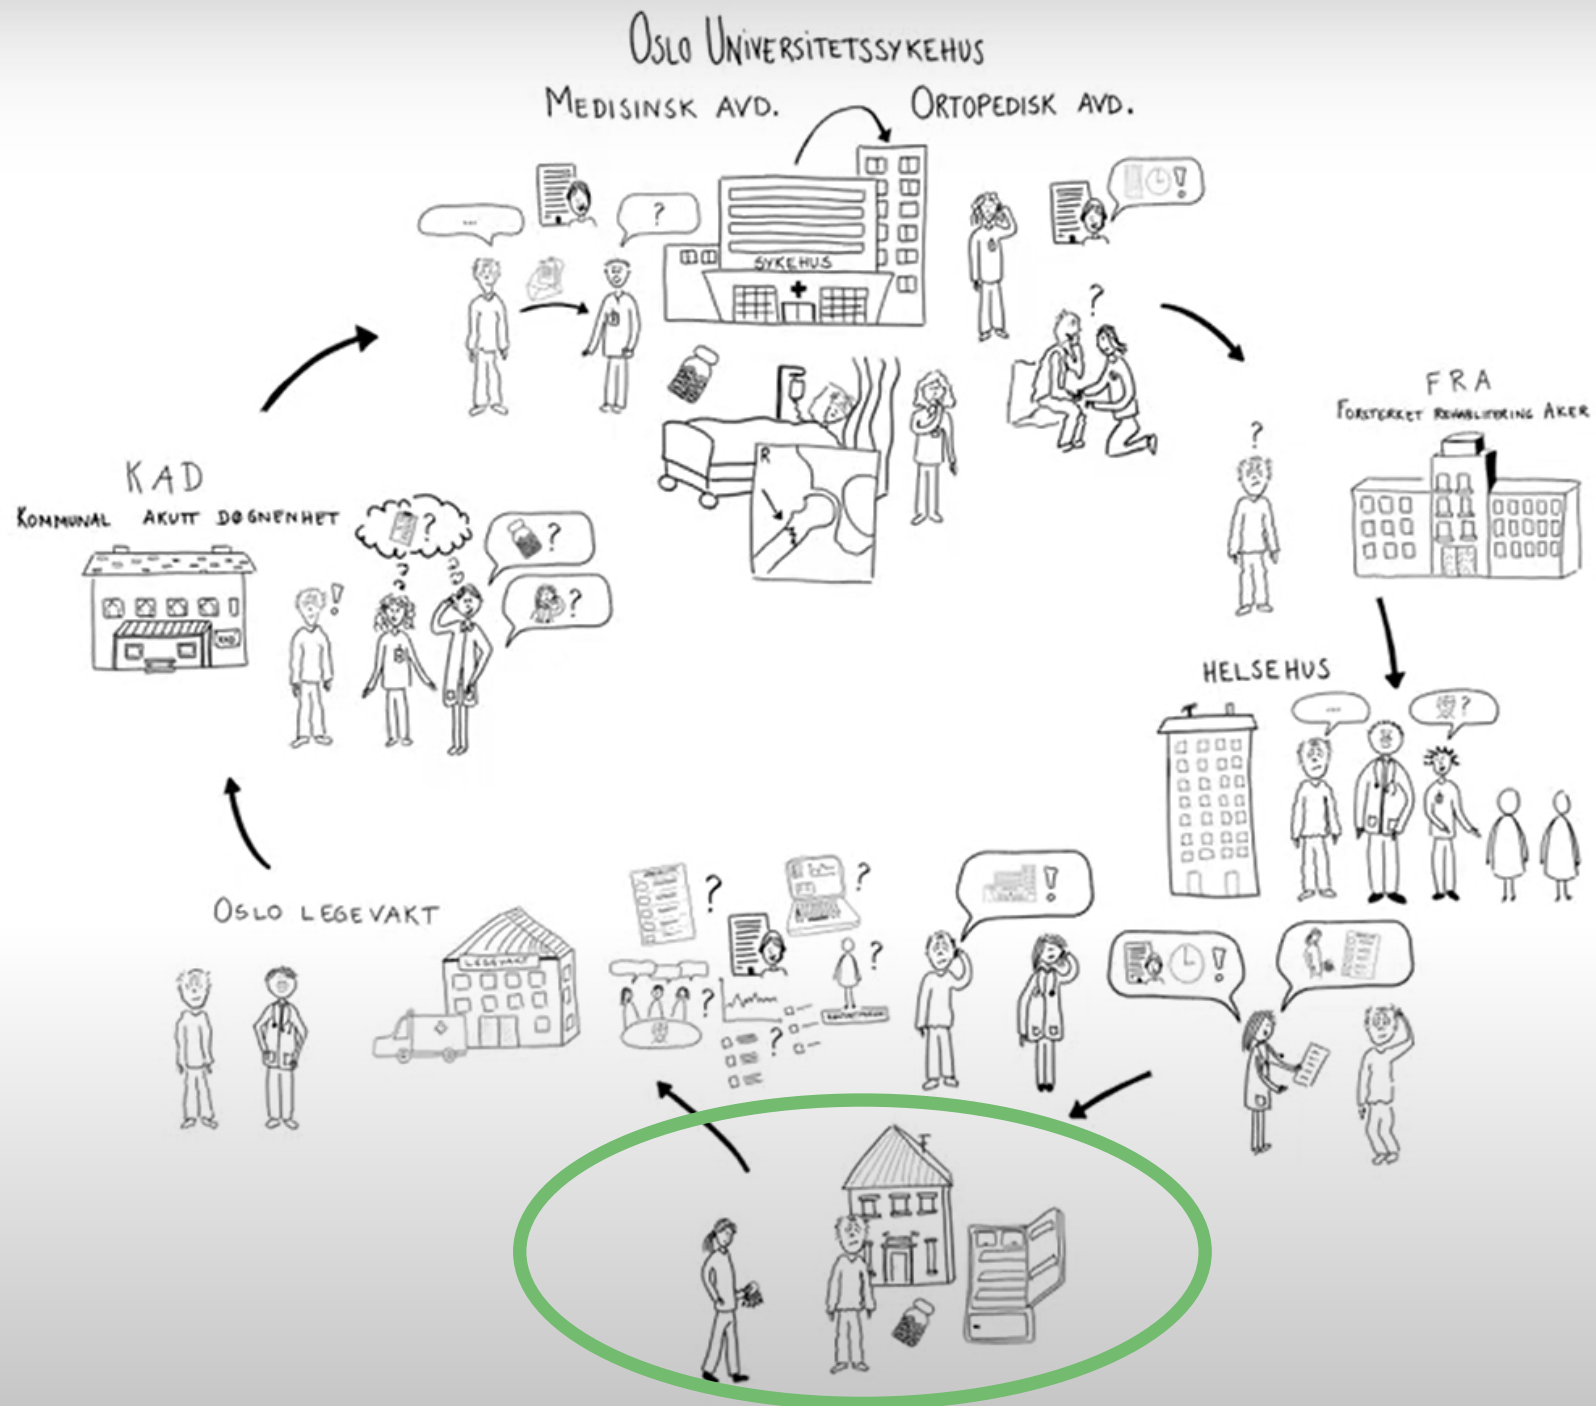 OSLO UNIVERSITETSSYKEHUS
MEDISINSK AVD.
ORTOPEDISK AVD.
...
?
!
SYKEHUS
?
R
FRA
FORSTERKET REHABLITERING AKER
?
KAD
KOMMUNAL AKUTT DØGNENHET
?
?
?
!
KAD
HELSEHUS
...
?
OSLO LEGEVAKT
LEGEVAKT
?
?
?
?
?
!
!